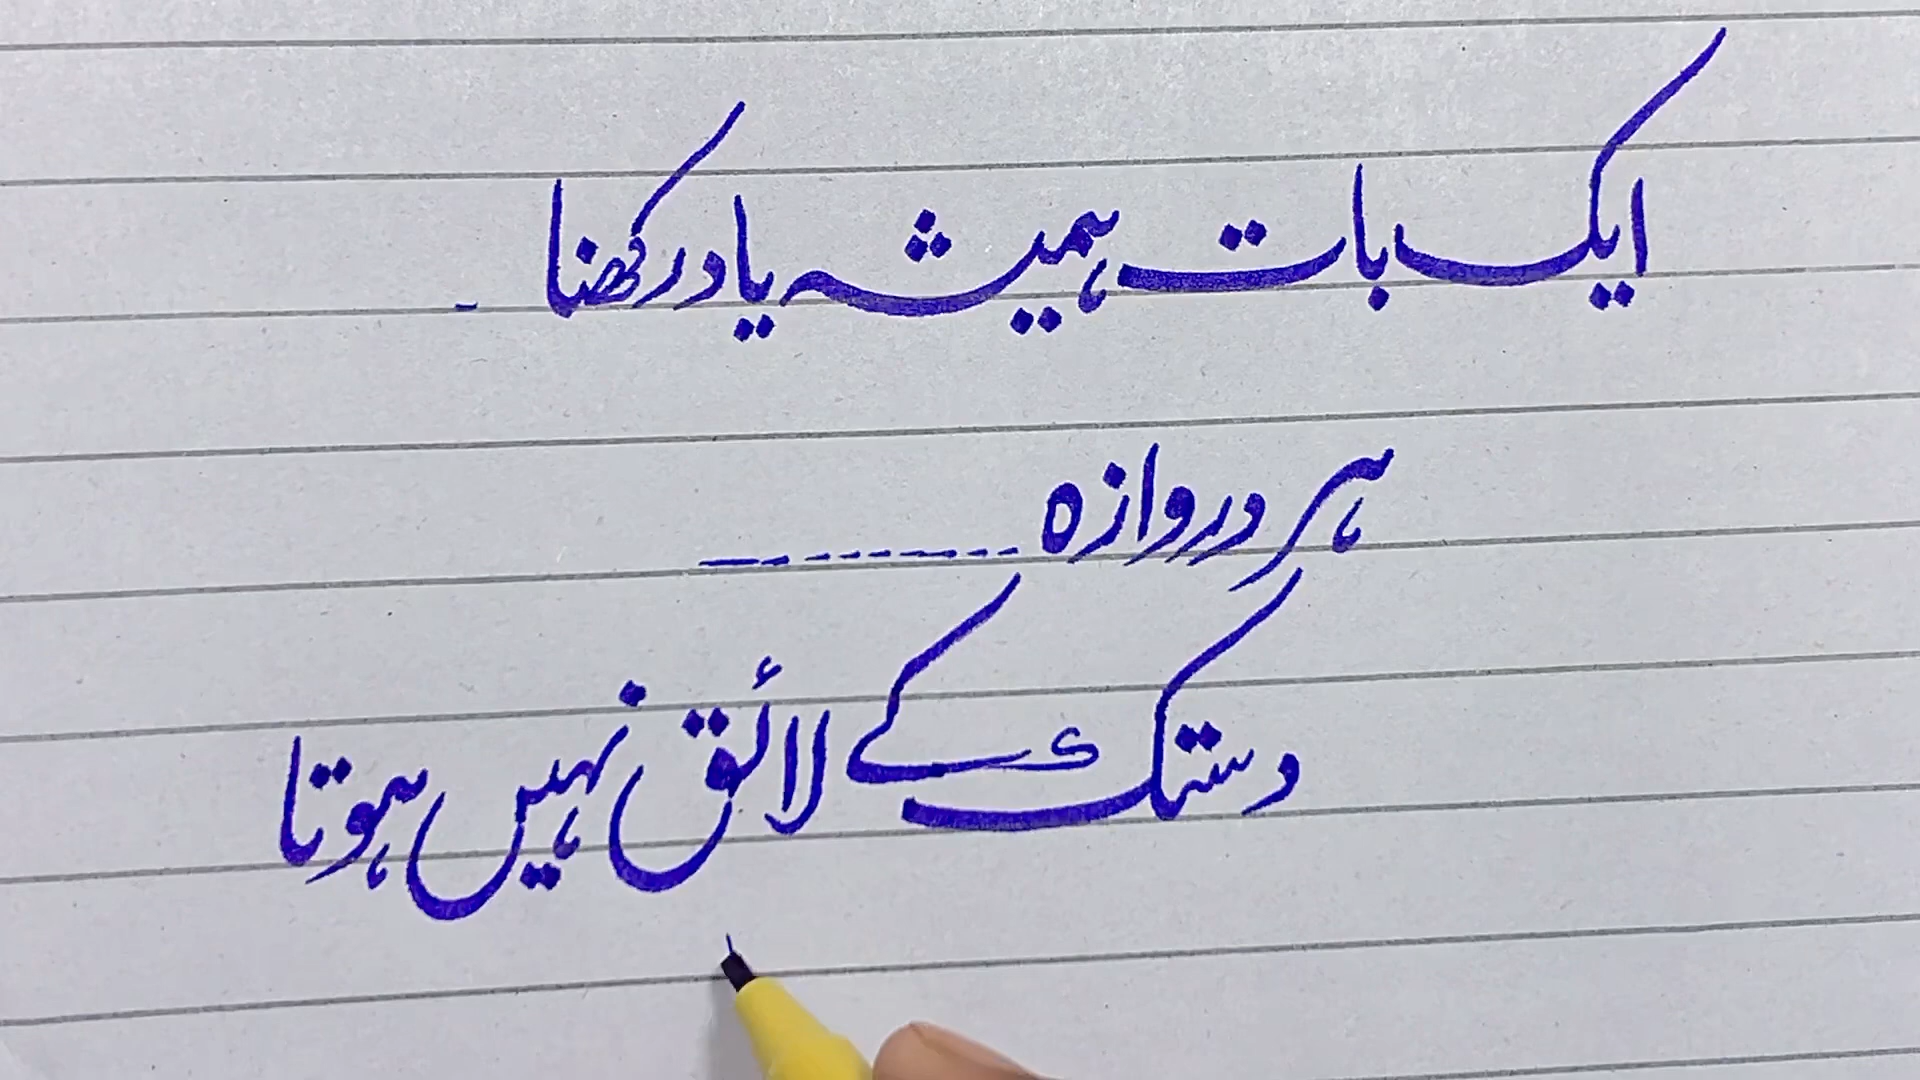 ایک بات ہمیشہ یاد رکھنا ۔
ہر دروازہ ـ ـ ـ ـ ـ ـ ـ ـ
دستک کے لائق نہیں ہوتا